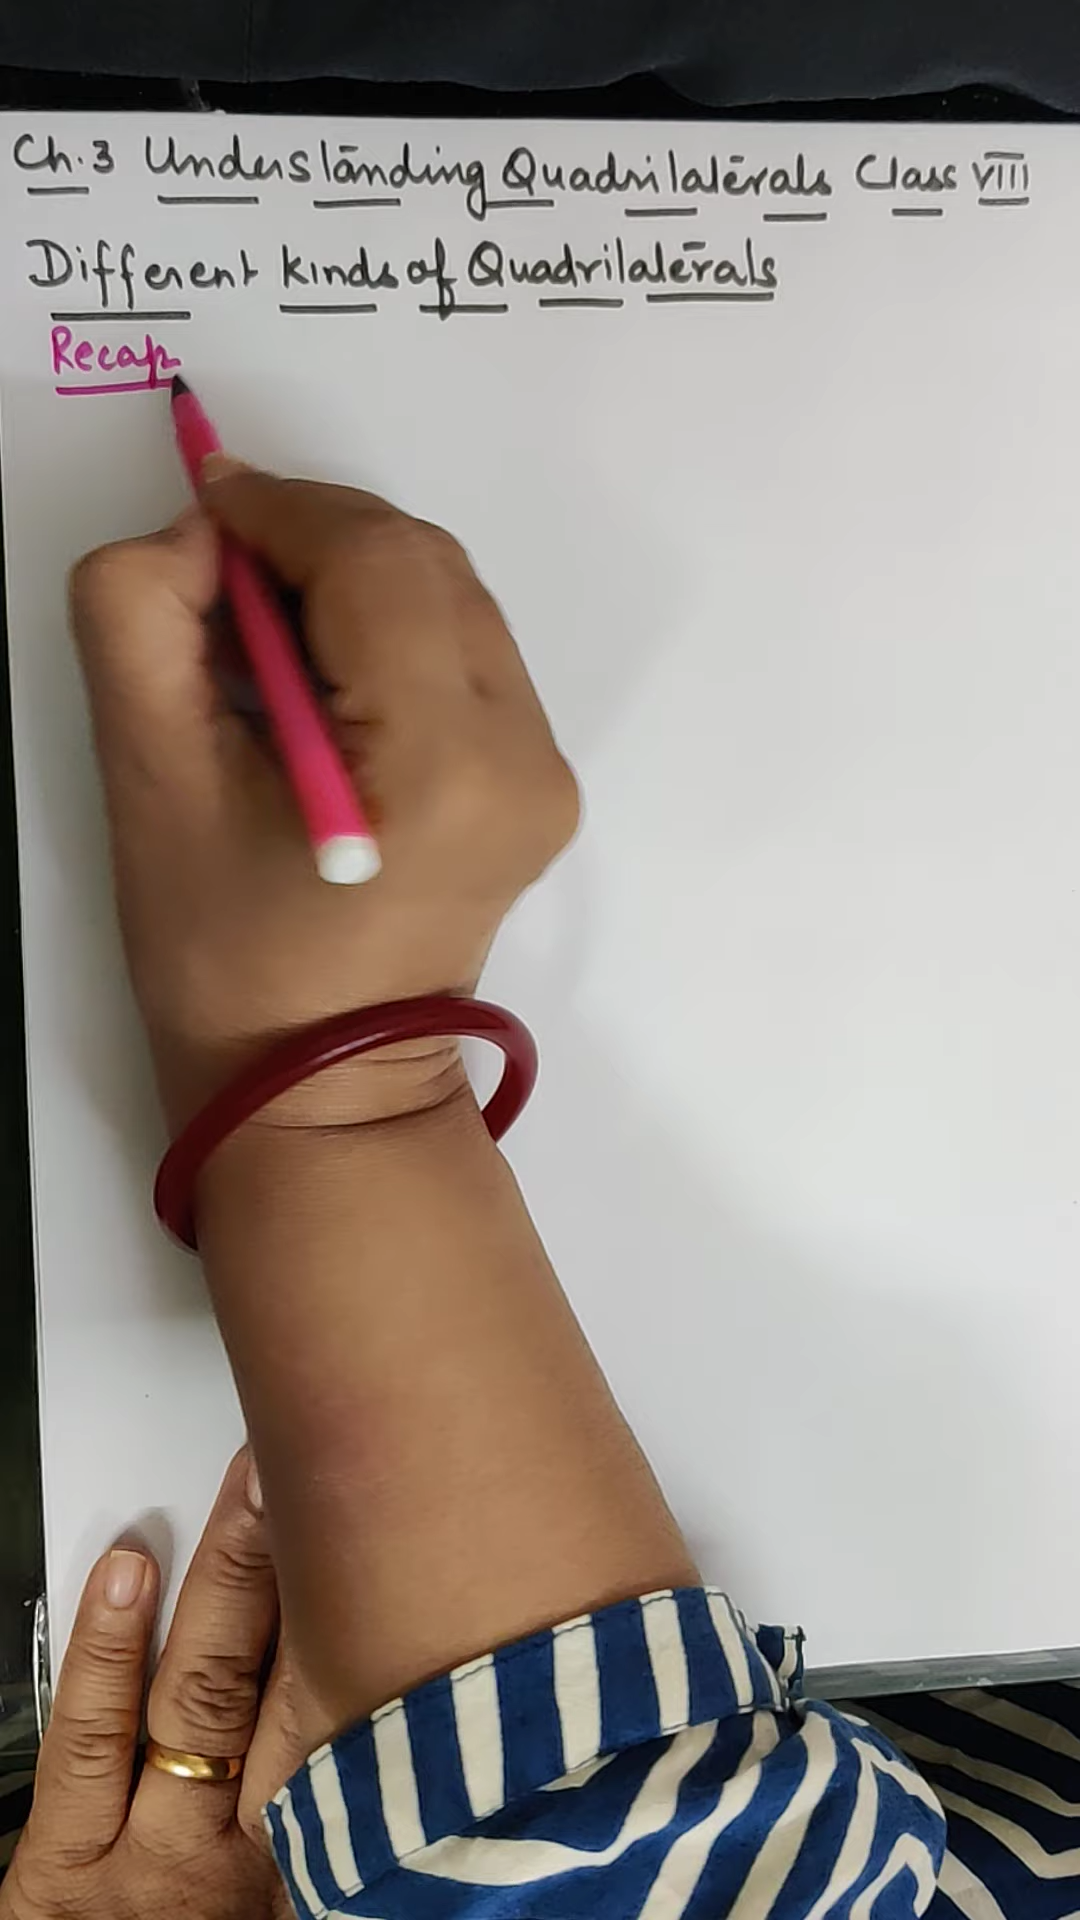 Ch.3 Understanding Quadrilaterals Class VIII
Different kinds of Quadrilaterals
Recap